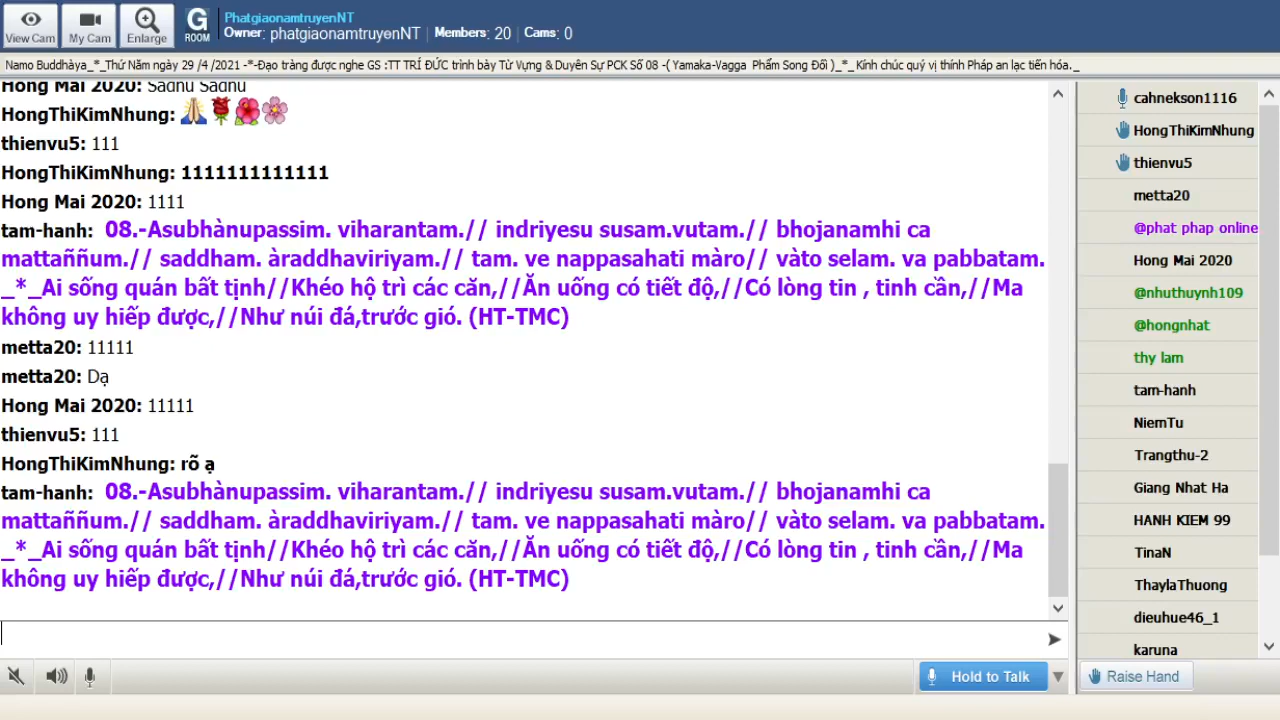 View Cam
My Cam
Enlarge
G
ROOM
PhatgiaonamtruyenNT
Owner: phatgiaonamtruyenNT | Members: 20 | Cams: 0
Namo Buddhàya_*_Thứ Năm ngày 29 /4 /2021 -*-Đạo tràng được nghe GS :TT TRÍ ĐỨC trình bày Từ Vựng & Duyên Sự PCK Số 08 -( Yamaka-Vagga Phẩm Song Đối )_*_ Kính chúc quý vị thính Pháp an lạc tiến hóa._
Hong Mai 2020: Sadhu Sadhu
HongThiKimNhung: 🙏🌹🌺🌸
thienvu5: 111
HongThiKimNhung: 1111111111111
Hong Mai 2020: 1111
tam-hanh: 08.-Asubhànupassim. viharantam.// indriyesu susam.vutam.// bhojanamhi ca
mattaññum.// saddham. àraddhaviriyam.// tam. ve nappasahati màro// vàto selam. va pabbatam.
_*_Ai sống quán bất tịnh//Khéo hộ trì các căn,//Ăn uống có tiết độ,//Có lòng tin , tinh cần,//Ma
không uy hiếp được,//Như núi đá,trước gió. (HT-TMC)
metta20: 11111
metta20: Dạ
Hong Mai 2020: 11111
thienvu5: 111
HongThiKimNhung: rõ ạ
tam-hanh: 08.-Asubhànupassim. viharantam.// indriyesu susam.vutam.// bhojanamhi ca
mattaññum.// saddham. àraddhaviriyam.// tam. ve nappasahati màro// vàto selam. va pabbatam.
_*_Ai sống quán bất tịnh//Khéo hộ trì các căn,//Ăn uống có tiết độ,//Có lòng tin , tinh cần,//Ma
không uy hiếp được,//Như núi đá,trước gió. (HT-TMC)
cahnekson1116
HongThiKimNhung
thienvu5
metta20
@phat phap online
Hong Mai 2020
@nhuthuynh109
@hongnhat
thy lam
tam-hanh
NiemTu
Trangthu-2
Giang Nhat Ha
HANH KIEM 99
TinaN
ThaylaThuong
dieuhue46_1
karuna
Hold to Talk
Raise Hand